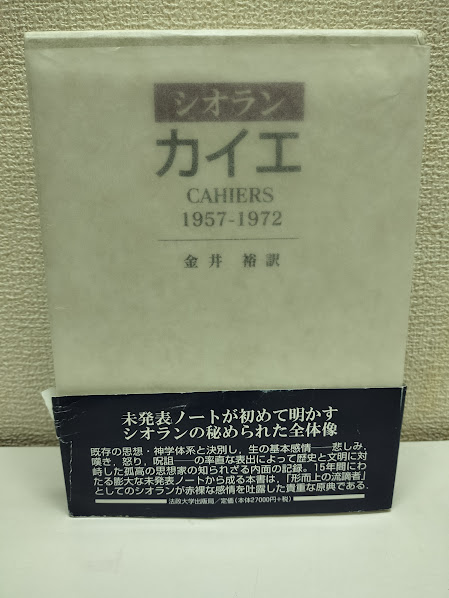 シオラン
カイエ
CAHIERS
1957-1972
金井 裕 訳
未発表ノートが初めて明かす
シオランの秘められた全体像
既存の思想・神学体系と決別し、生の基本感情──悲しみ、
嘆き、怒り、呪詛──の率直な表出によって歴史と文明に対
峙した孤高の思想家の知られざる内面の記録。15年間にわ
たる膨大な未発表ノートから成る本書は、「形而上の流謫者」
としてのシオランが赤裸な感情を吐露した貴重な原典である。
法政大学出版局/定価(本体27000円+税)